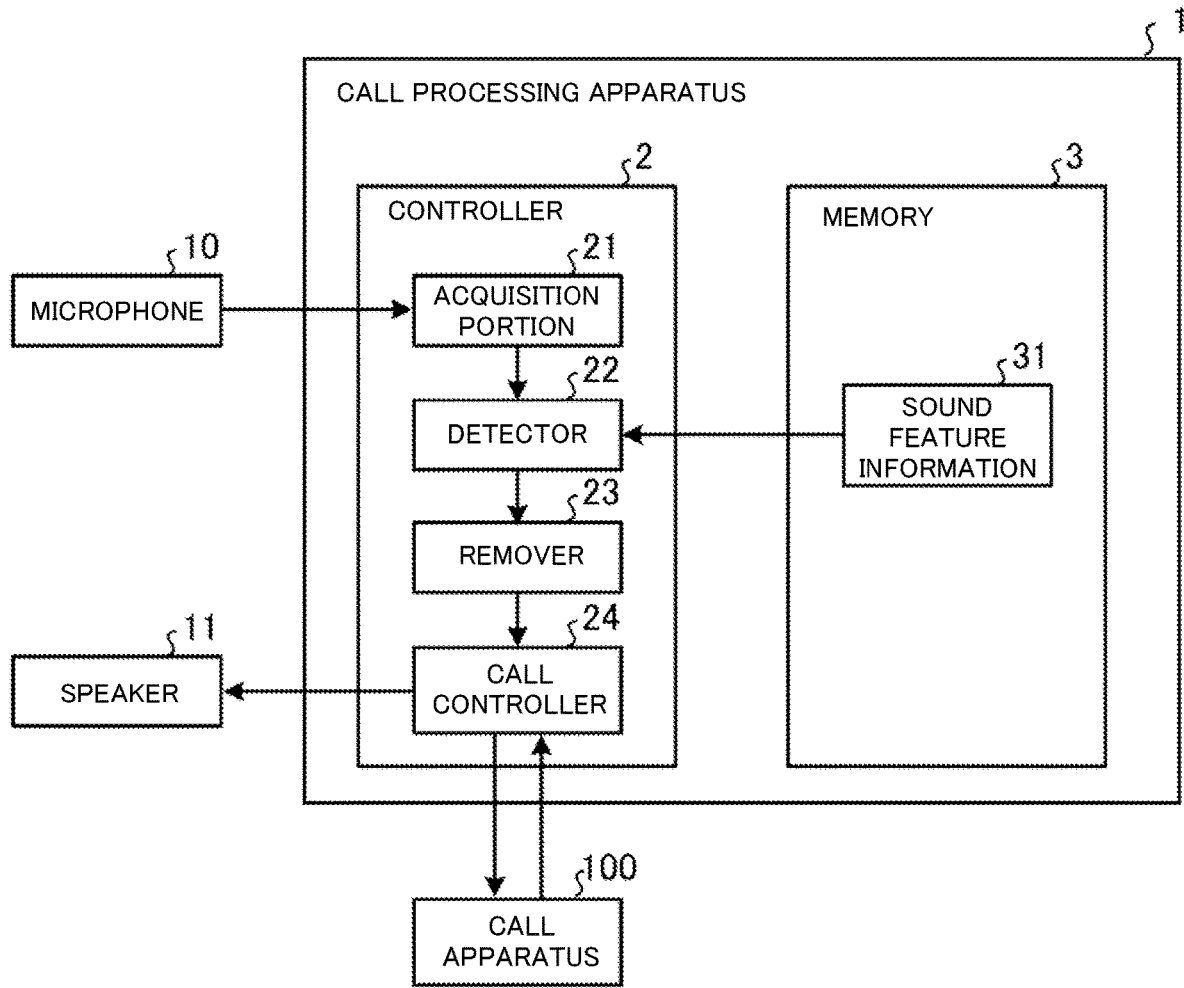 1
CALL PROCESSING APPARATUS
2
3
CONTROLLER
MEMORY
10
21
MICROPHONE
ACQUISITION
PORTION
22
31
DETECTOR
SOUND
FEATURE
INFORMATION
23
REMOVER
24
11
CALL
CONTROLLER
SPEAKER
100
CALL
APPARATUS